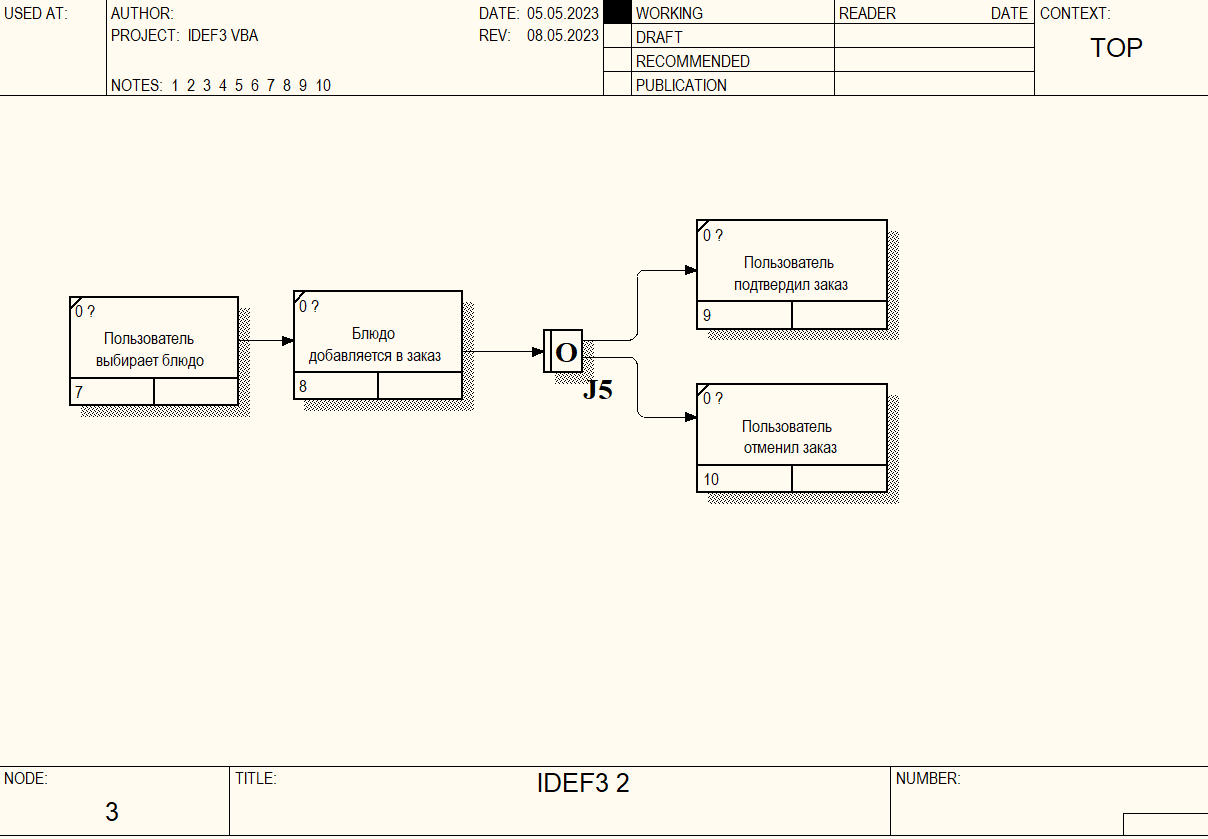 USED AT:
AUTHOR:
DATE: 05.05.2023
PROJECT: IDEF3 VBA
REV: 08.05.2023
NOTES: 1 2 3 4 5 6 7 8 9 10
WORKING
DRAFT
RECOMMENDED
PUBLICATION
READER
DATE
CONTEXT:
TOP
0 ?
Пользователь
выбирает блюдо
7
0 ?
Блюдо
добавляется в заказ
8
O
J5
0 ?
Пользователь
подтвердил заказ
9
0 ?
Пользователь
отменил заказ
10
NODE:
3
TITLE:
IDEF3 2
NUMBER: